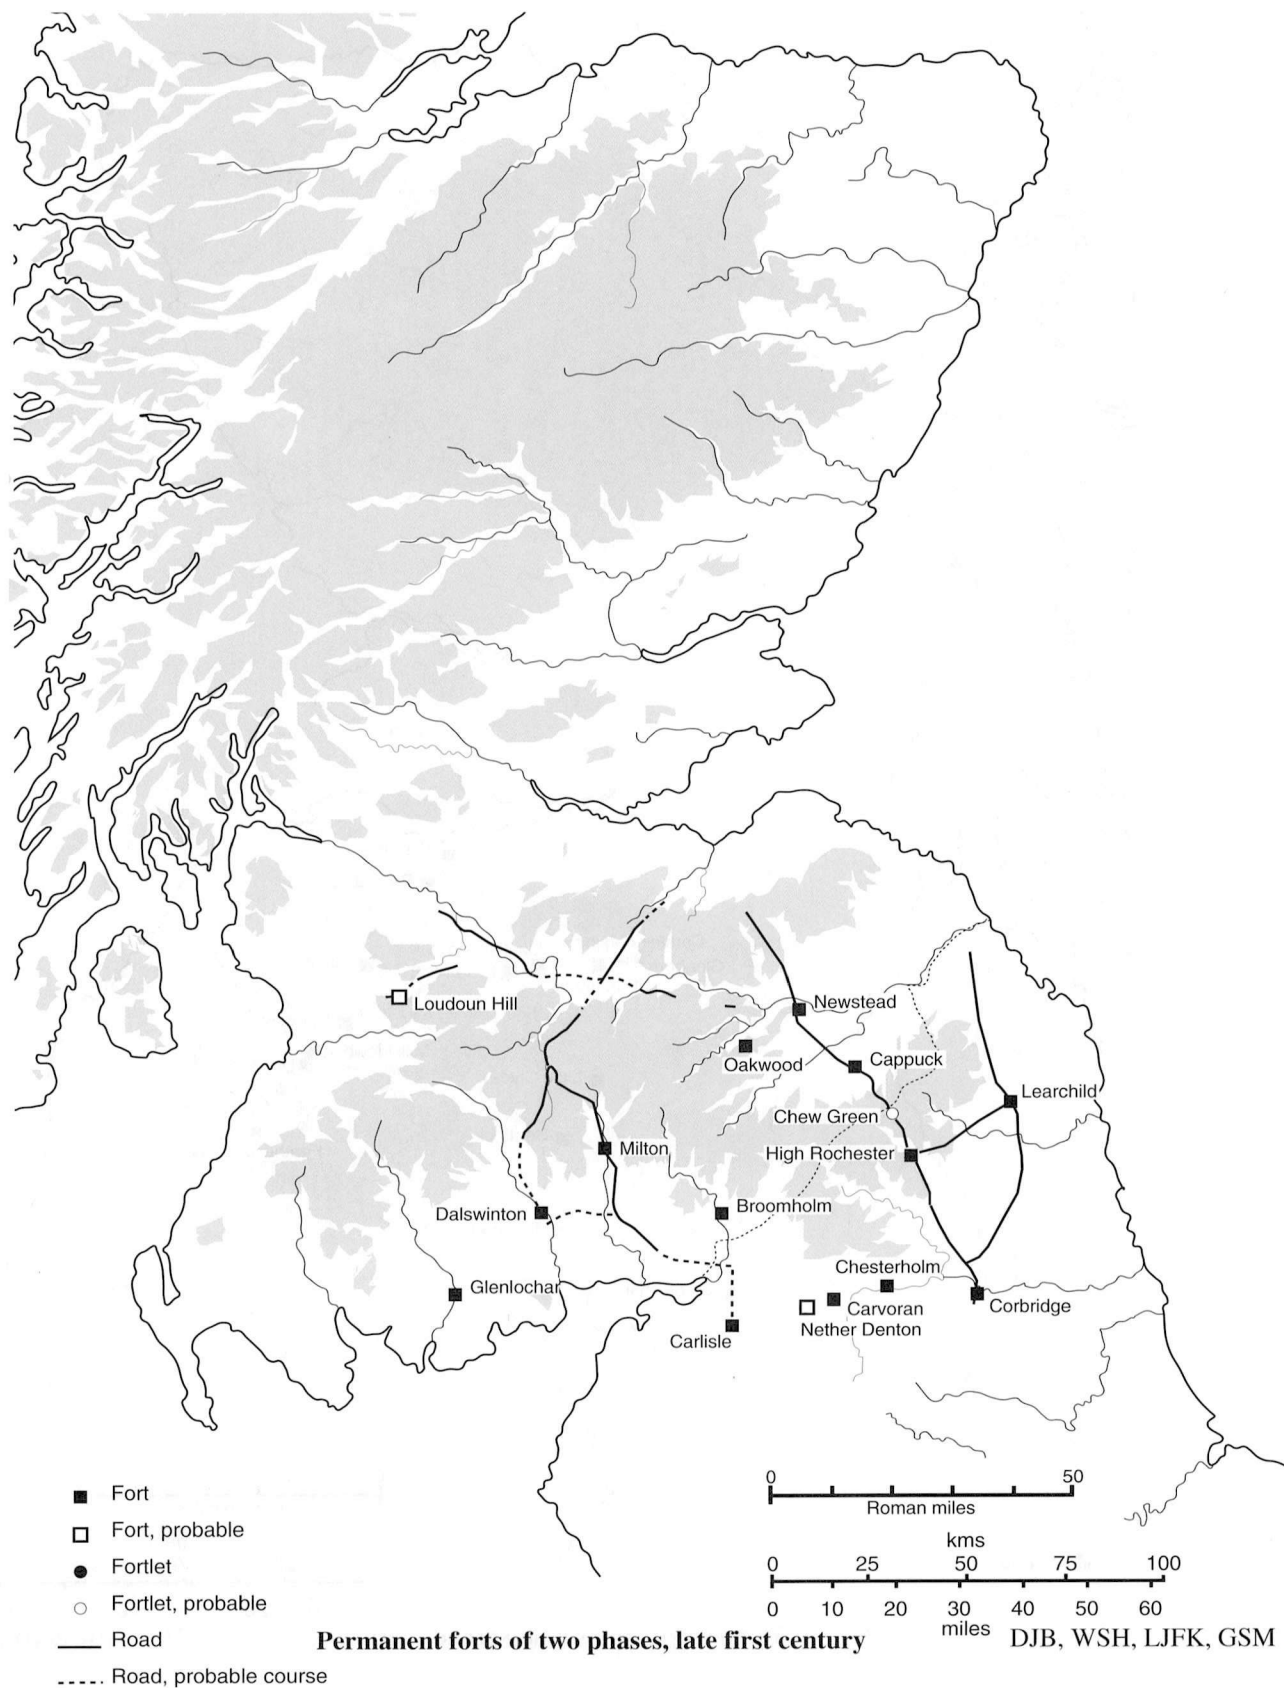 Newstead
Loudoun Hill
Oakwood
Cappuck
Learchild
Chew Green
High Rochester
Milton
Broomholm
Dalswinton
Chesterholm
Glenlochar
Carvoran
Corbridge
Nether Denton
Carlisle
0 50
Roman miles
kms
0 25 50 75 100
0 10 20 30 40 50 60
miles
Fort
Fort, probable
Fortlet
Fortlet, probable
Road
Road, probable course
Permanent forts of two phases, late first century
DJB, WSH, LJFK, GSM